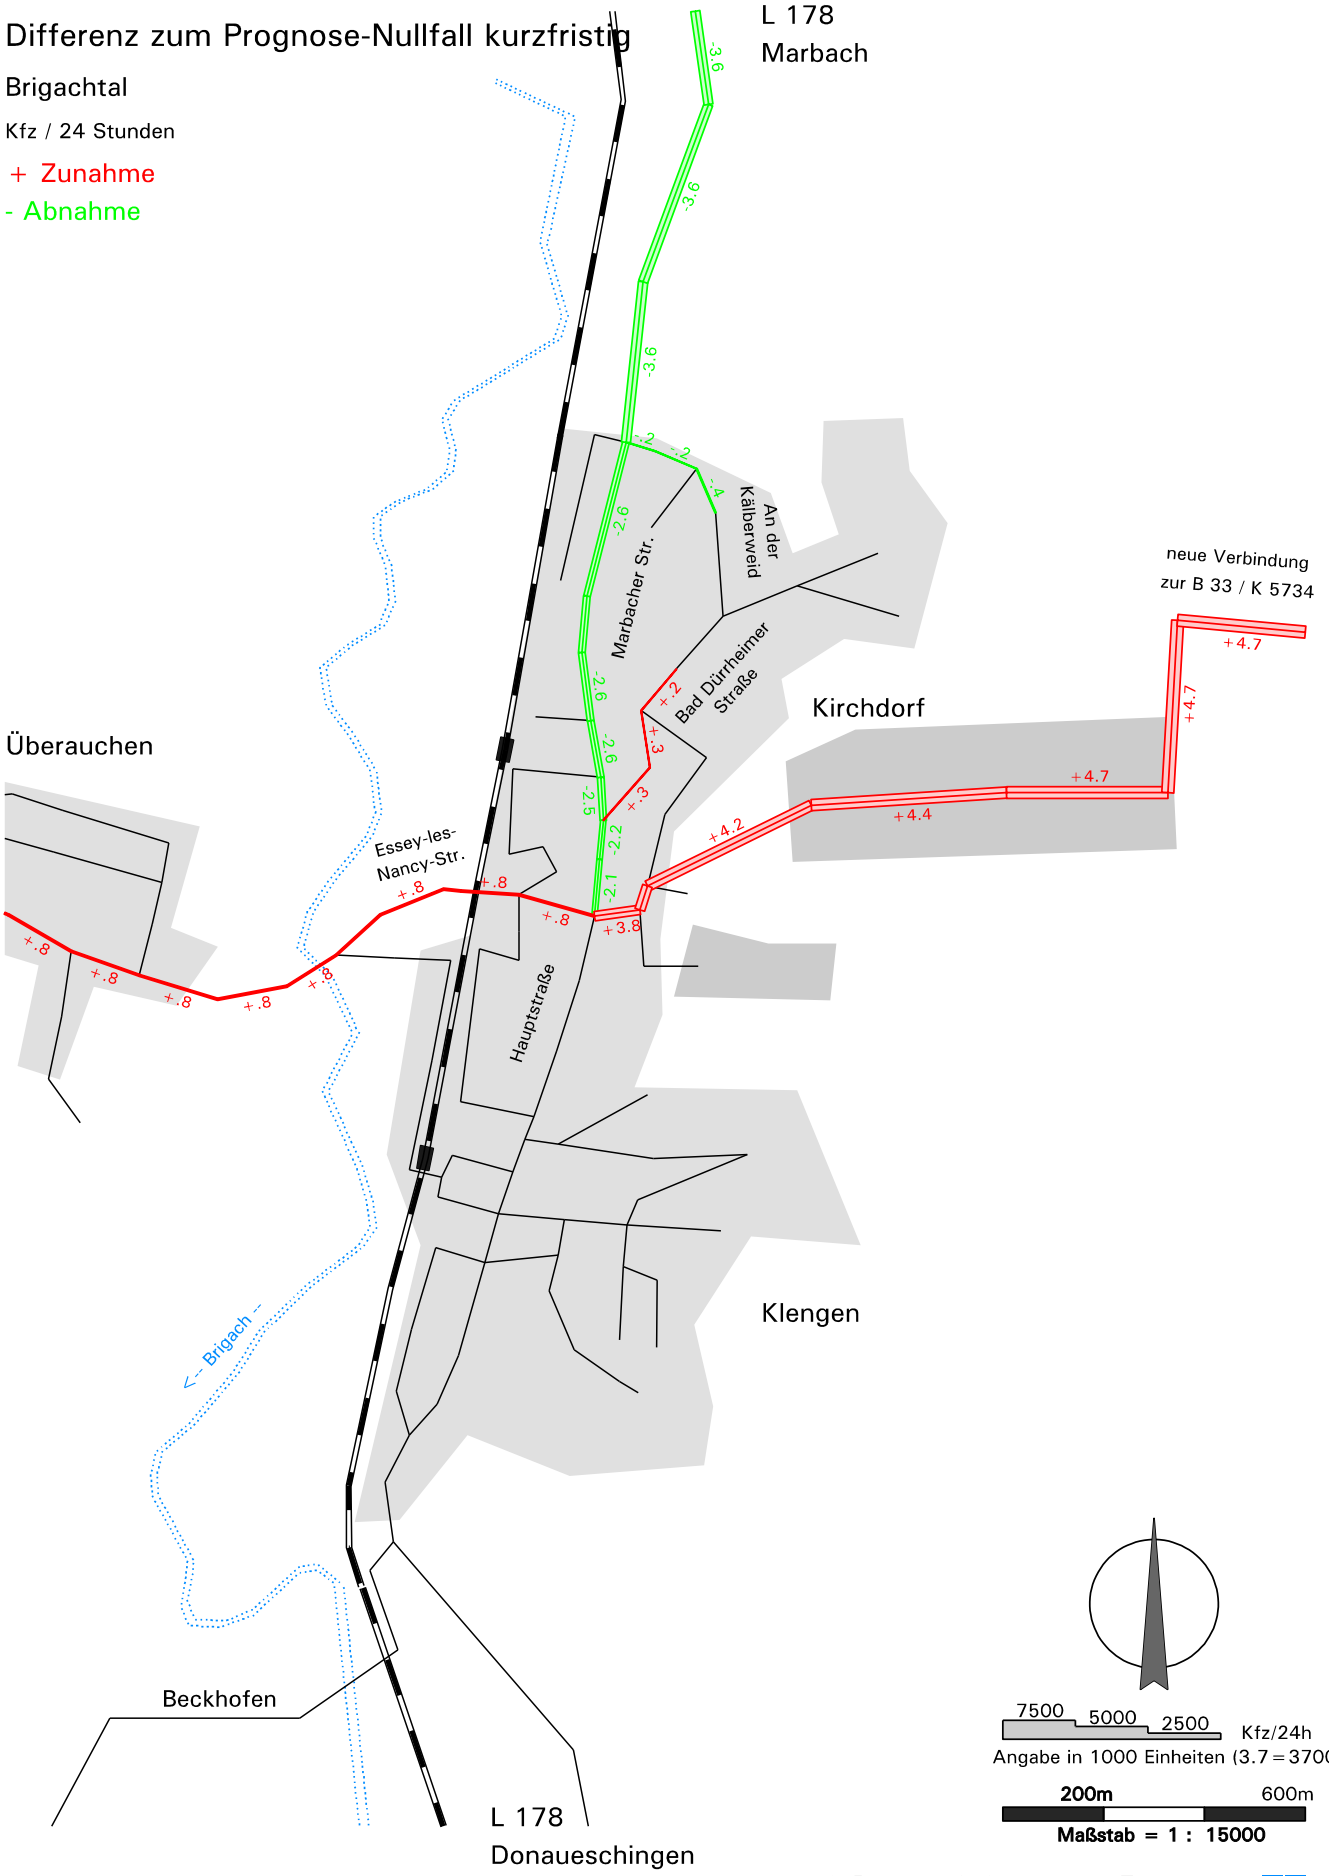 Differenz zum Prognose-Nullfall kurzfristig
Brigachtal
Kfz / 24 Stunden
+ Zunahme
- Abnahme
L 178
Marbach
-3.6
-3.6
-3.6
-.2
-.2
-.4
-2.6
An der
Kälberweid
Marbacher Str.
neue Verbindung
zur B 33 / K 5734
+4.7
+4.7
Bad Dürrheimer
Straße
+.2
+.3
+.3
-2.6
-2.6
-2.5
-2.2
-2.1
Kirchdorf
+4.7
+4.4
+4.2
+3.8
Überauchen
Essey-les-
Nancy-Str.
+.8
+.8
+.8
+.8
+.8
+.8
+.8
+.8
Hauptstraße
Klengen
<-- Brigach --
Beckhofen
L 178
Donaueschingen
7500
5000
2500
Kfz/24h
Angabe in 1000 Einheiten (3.7=3700
200m
600m
Maßstab = 1 : 15000